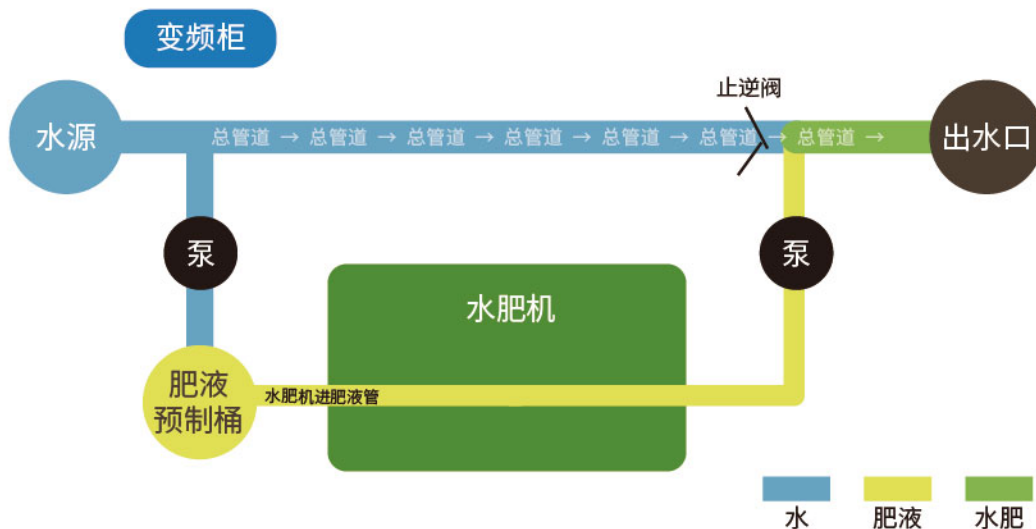 变频柜
止逆阀
水源
总管道 → 总管道 → 总管道 → 总管道 → 总管道 → 总管道 → 总管道 →
出水口
泵
泵
水肥机
肥液
预制桶
水肥机进肥液管
水
肥液
水肥